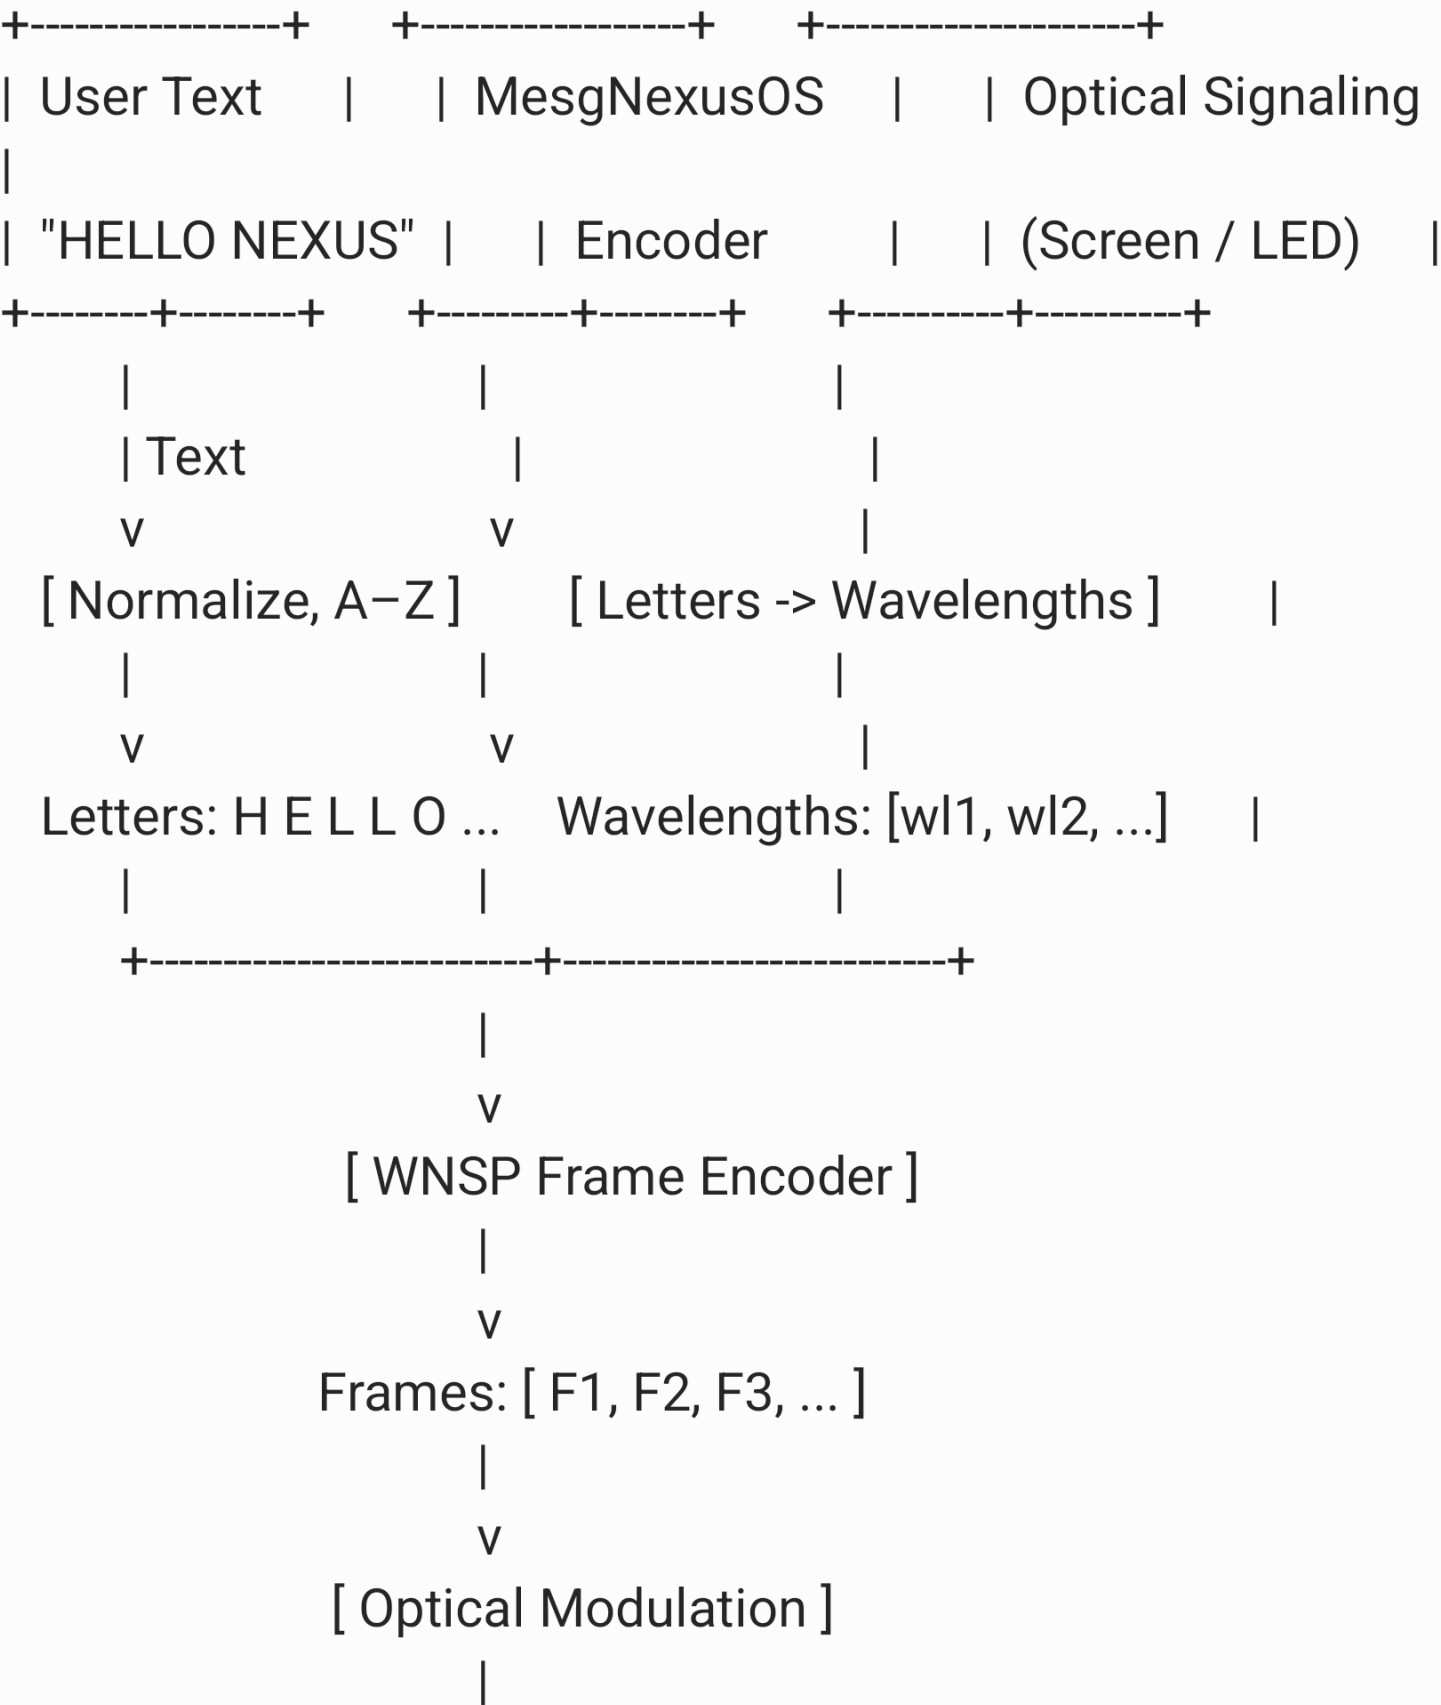 +-----------------+ +------------------+ +---------------------+
| User Text | | MesgNexusOS | | Optical Signaling
|
| "HELLO NEXUS" | | Encoder | | (Screen / LED) |
+--------+--------+ +---------+--------+ +----------+----------+
| | |
| Text | |
v v |
[ Normalize, A–Z ] [ Letters -> Wavelengths ] |
| | |
v v |
Letters: H E L L O ... Wavelengths: [wl1, wl2, ...] |
| | |
+--------------------------+--------------------------+
|
v
[ WNSP Frame Encoder ]
|
v
Frames: [ F1, F2, F3, ... ]
|
v
[ Optical Modulation ]
|